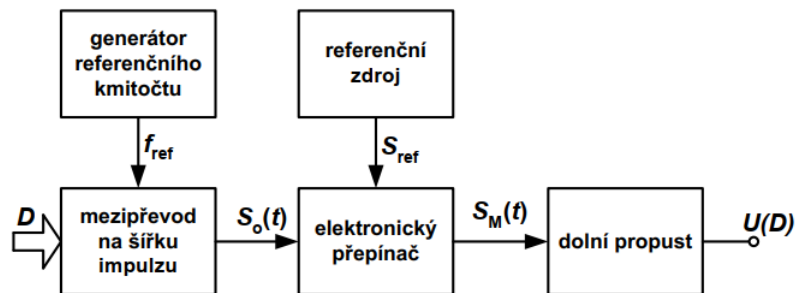 generátor
referenčního
kmitočtu
referenční
zdroj
f_ref
S_ref
D
mezipřevod
na šířku
impulzu
S_o(t)
elektronický
přepínač
S_M(t)
dolní propust
U(D)